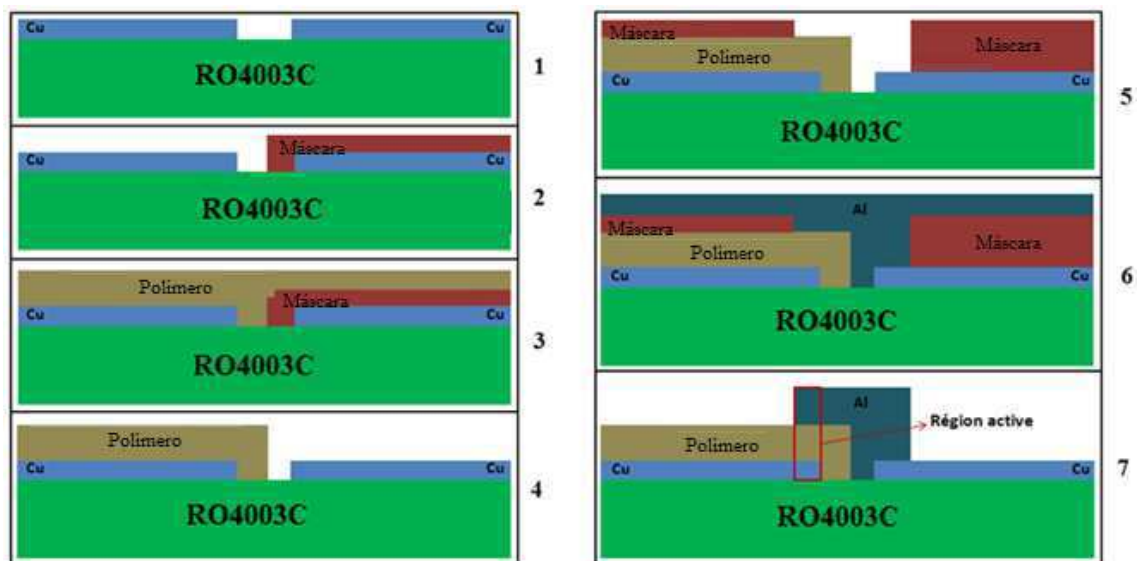 Cu Cu
RO4003C
1
Máscara
Cu Cu
RO4003C
2
Polimero
Máscara
Cu Cu
RO4003C
3
Polimero
Cu Cu
RO4003C
4
Máscara
Máscara
Polimero
Cu Cu
RO4003C
5
Al
Máscara
Máscara
Polimero
Cu Cu
RO4003C
6
Al
Région active
Polimero
Cu Cu
RO4003C
7